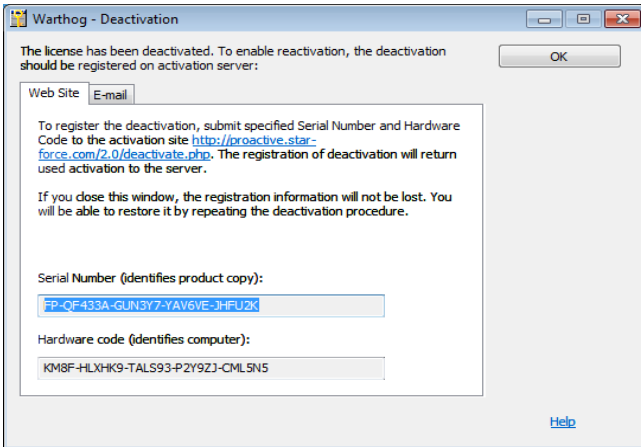 Warthog - Deactivation
The license has been deactivated. To enable reactivation, the deactivation
should be registered on activation server:
OK
Web Site
E-mail
To register the deactivation, submit specified Serial Number and Hardware
Code to the activation site http://proactive.star-
force.com/2.0/deactivate.php. The registration of deactivation will return
used activation to the server.
If you close this window, the registration information will not be lost. You
will be able to restore it by repeating the deactivation procedure.
Serial Number (identifies product copy):
FP-QF433A-GUN3Y7-YAV6VE-JHFU2K
Hardware code (identifies computer):
KM8F-HLXHK9-TALS93-P2Y9ZJ-CML5N5
Help